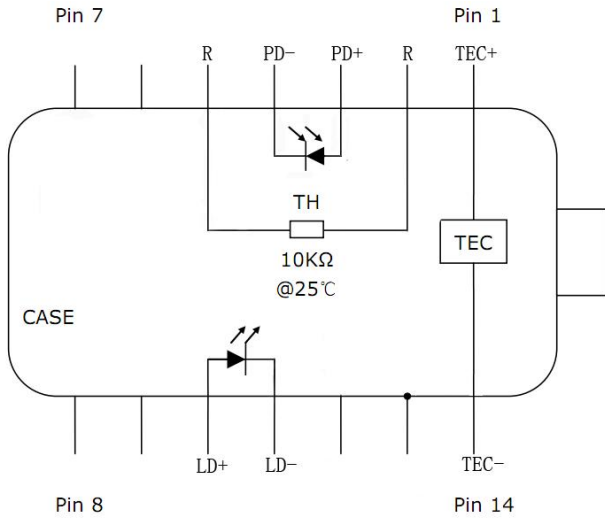 Pin 7 Pin 1
R PD- PD+ R TEC+
TH
TEC
10KΩ
@25℃
CASE
LD+ LD- TEC-
Pin 8 Pin 14